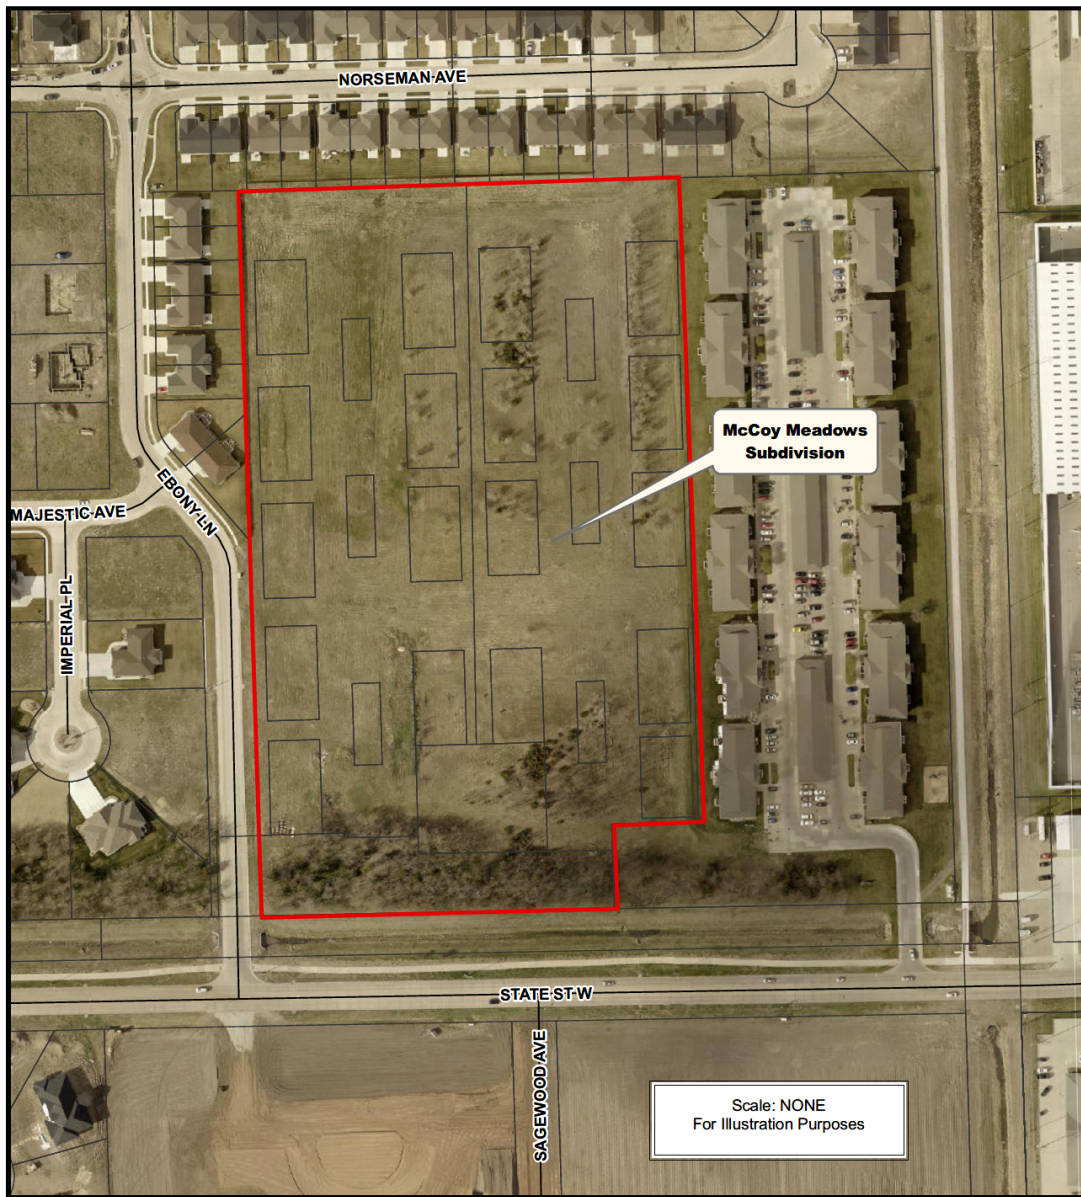 NORSEMAN AVE
McCoy Meadows
Subdivision
EBONY LN
MAJESTIC AVE
IMPERIAL PL
STATE ST W
SAGEWOOD AVE
Scale: NONE
For Illustration Purposes